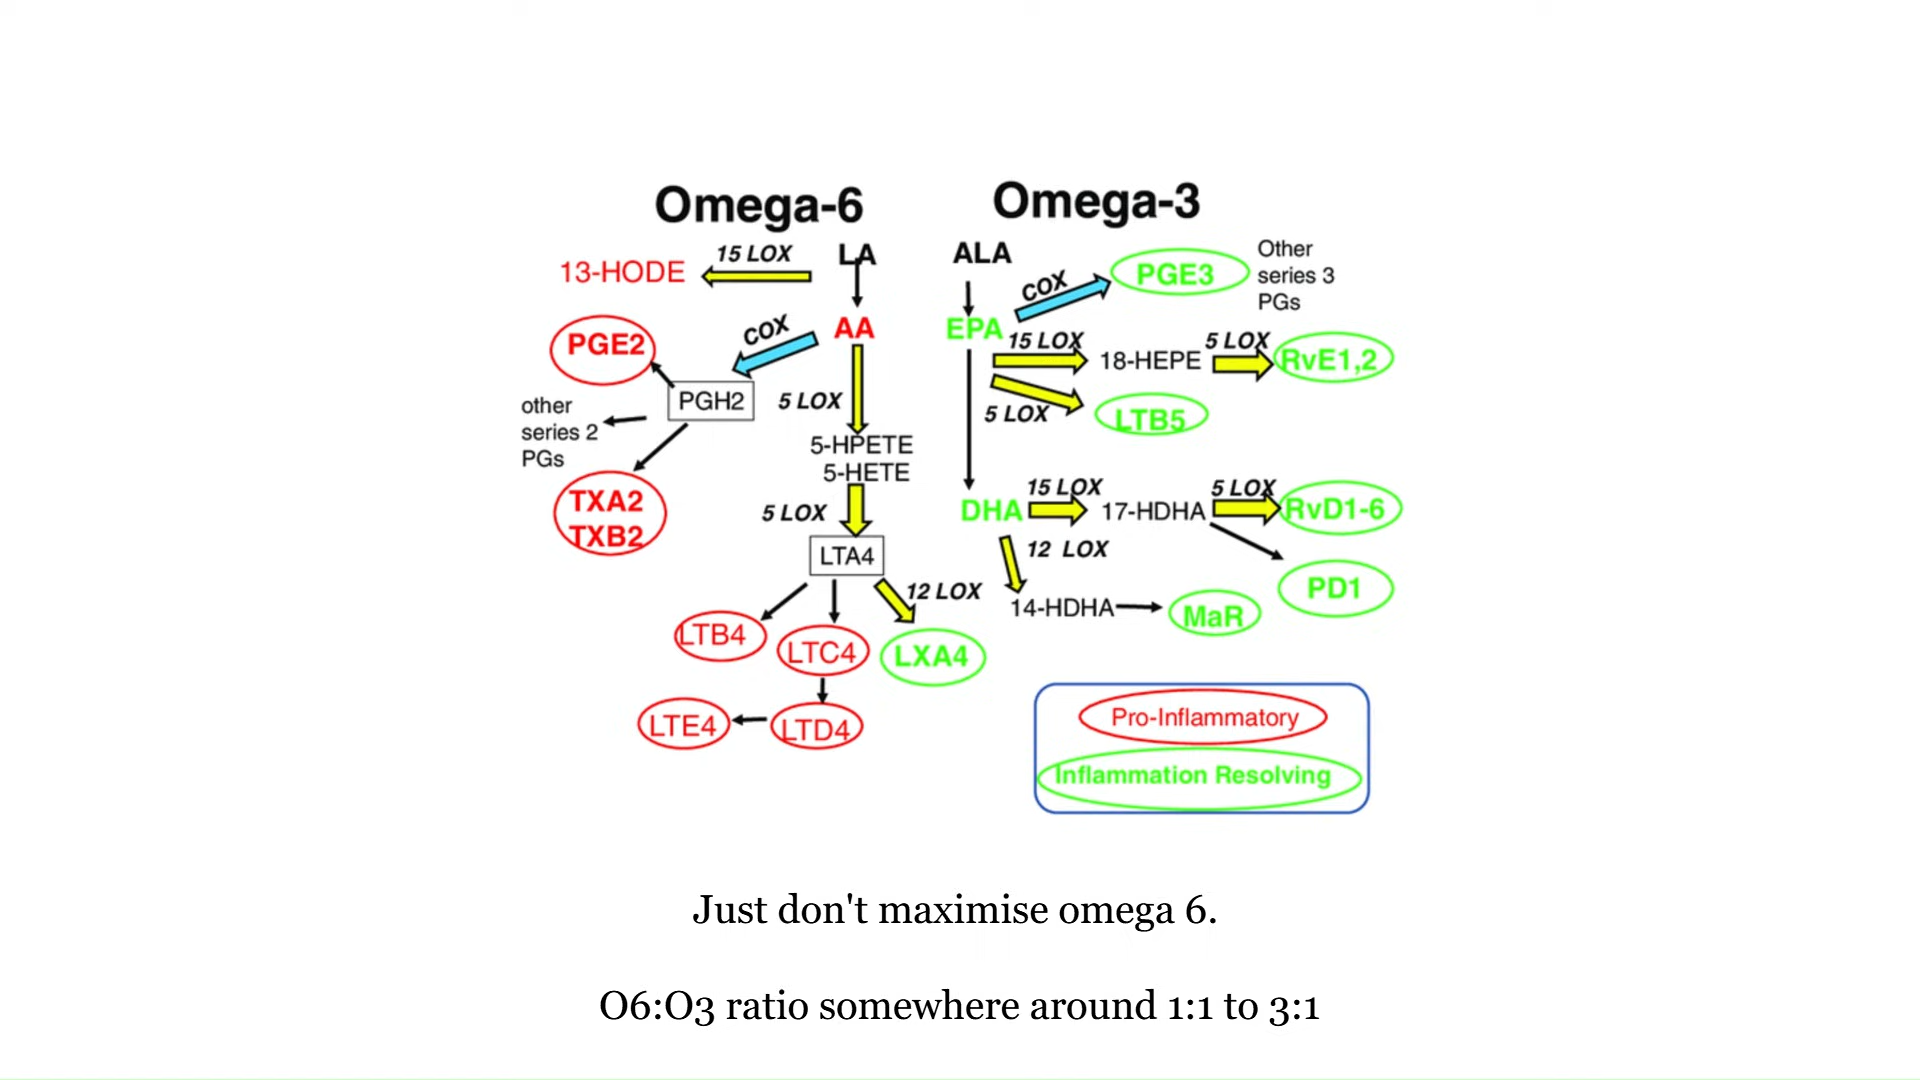 Omega-6
Omega-3
13-HODE
15 LOX
LA
PGE2
COX
AA
PGH2
other
series 2
PGs
5 LOX
5-HPETE
5-HETE
TXA2
TXB2
5 LOX
LTA4
12 LOX
LTB4
LTC4
LXA4
LTE4
LTD4
ALA
COX
PGE3
Other
series 3
PGs
EPA
15 LOX
18-HEPE
5 LOX
RvE1,2
5 LOX
LTB5
DHA
15 LOX
17-HDHA
5 LOX
RvD1-6
12 LOX
PD1
14-HDHA
MaR
Pro-Inflammatory
Inflammation Resolving
Just don't maximise omega 6.
O6:O3 ratio somewhere around 1:1 to 3:1